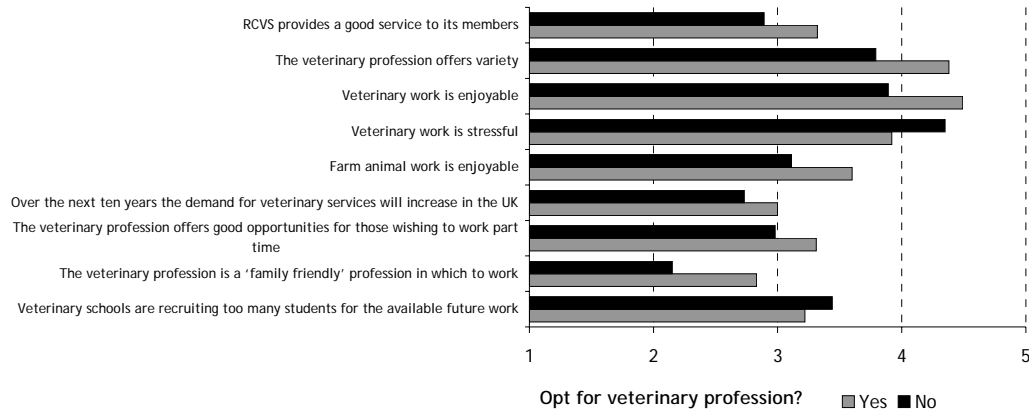 RCVS provides a good service to its members
The veterinary profession offers variety
Veterinary work is enjoyable
Veterinary work is stressful
Farm animal work is enjoyable
Over the next ten years the demand for veterinary services will increase in the UK
The veterinary profession offers good opportunities for those wishing to work part
time
The veterinary profession is a ‘family friendly’ profession in which to work
Veterinary schools are recruiting too many students for the available future work
1 2 3 4 5
Opt for veterinary profession? Yes No